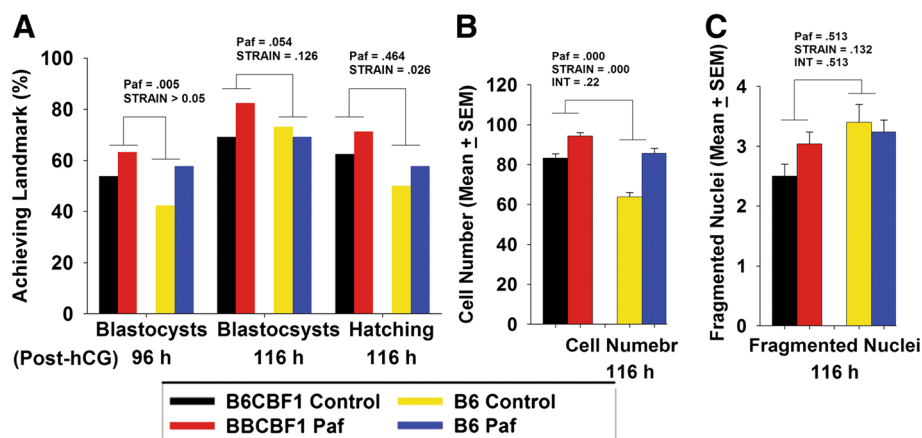 A
Achieving Landmark (%)
100
80
60
40
20
0
Paf = .005
STRAIN > 0.05
Paf = .054
STRAIN = .126
Paf = .464
STRAIN = .026
Blastocysts
Blastocsysts
Hatching
(Post-hCG)
96 h
116 h
116 h
B
Cell Number (Mean ± SEM)
120
100
80
60
40
20
0
Paf = .000
STRAIN = .000
INT = .22
Cell Numebr
116 h
C
Fragmented Nuclei (Mean ± SEM)
4
3
2
1
0
Paf = .513
STRAIN = .132
INT = .513
Fragmented Nuclei
116 h
B6CBF1 Control
B6 Control
BBCBF1 Paf
B6 Paf